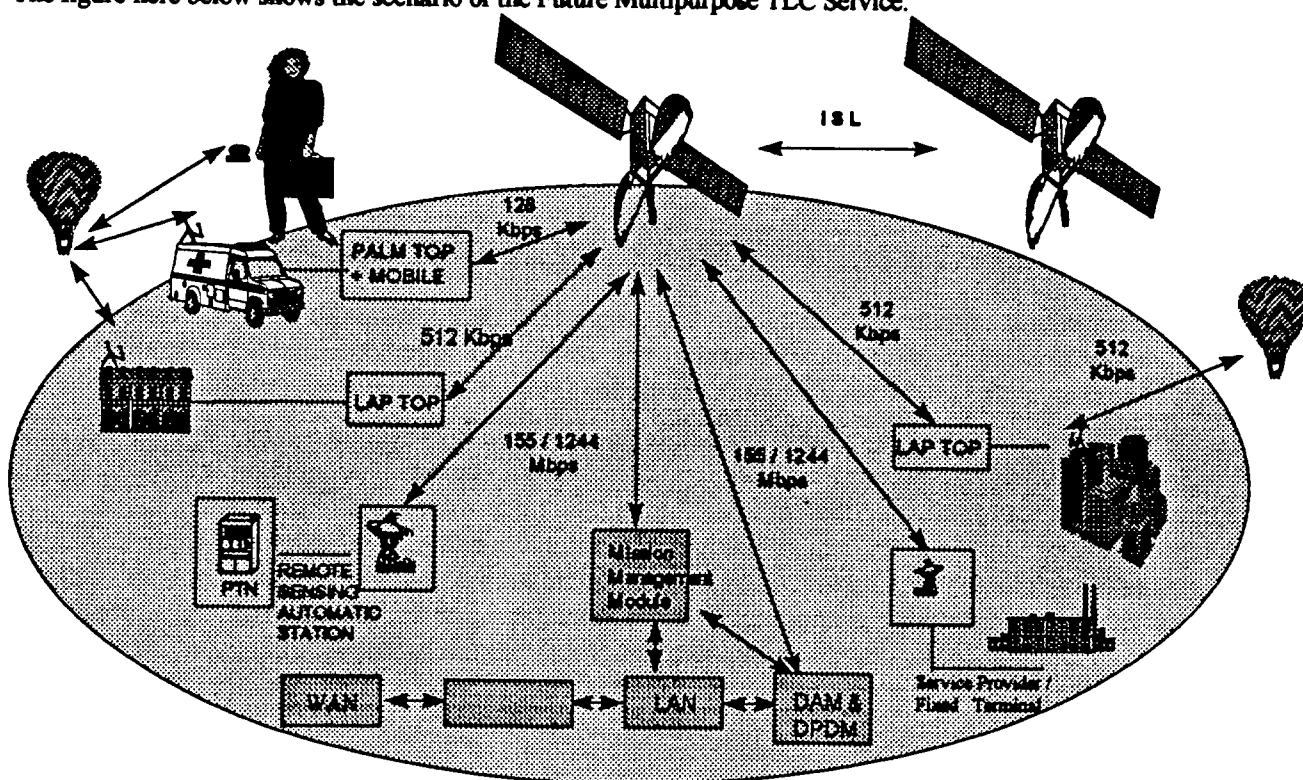 The figure here below shows the scenario of the Future Multipurpose TLC Service.
ISL
128
Kbps
PALM TOP
+ MOBILE
512 Kbps
512
Kbps
512
Kbps
LAP TOP
LAP TOP
155 / 1244
Mbps
155 / 1244
Mbps
PTN
REMOTE
SENSING
AUTOMATIC
STATION
Mission
Management
Module
Service Provider /
Fixed Terminal
WAN
LAN
DAM &
DPDM